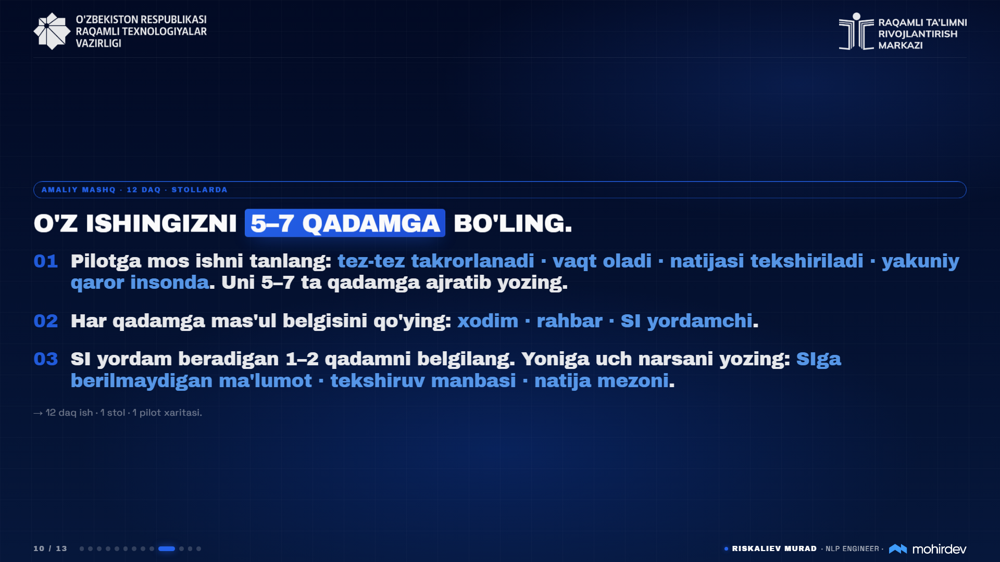 O'ZBEKISTON RESPUBLIKASI
RAQAMLI TEXNOLOGIYALAR
VAZIRLIGI
RAQAMLI TA'LIMNI
RIVOJLANTIRISH
MARKAZI
AMALIY MASHQ · 12 DAQ · STOLLARDA
O'Z ISHINGIZNI 5–7 QADAMGA BO'LING.
01 Pilotga mos ishni tanlang: tez-tez takrorlanadi · vaqt oladi · natijasi tekshiriladi · yakuniy
qaror insonda. Uni 5–7 ta qadamga ajratib yozing.
02 Har qadamga mas'ul belgisini qo'ying: xodim · rahbar · SI yordamchi.
03 SI yordam beradigan 1–2 qadamni belgilang. Yoniga uch narsani yozing: SIga
berilmaydigan ma'lumot · tekshiruv manbasi · natija mezoni.
→ 12 daq ish · 1 stol · 1 pilot xaritasi.
10 / 13
RISKALIEV MURAD · NLP ENGINEER · mohirdev